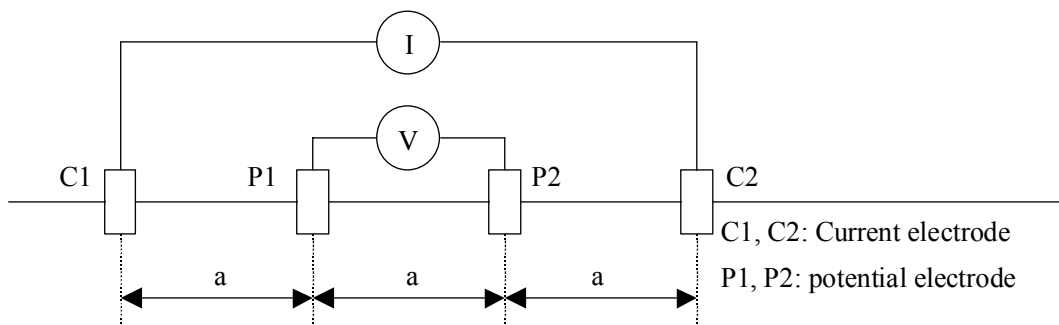 I
V
C1 P1 P2 C2
C1, C2: Current electrode
P1, P2: potential electrode
a a a